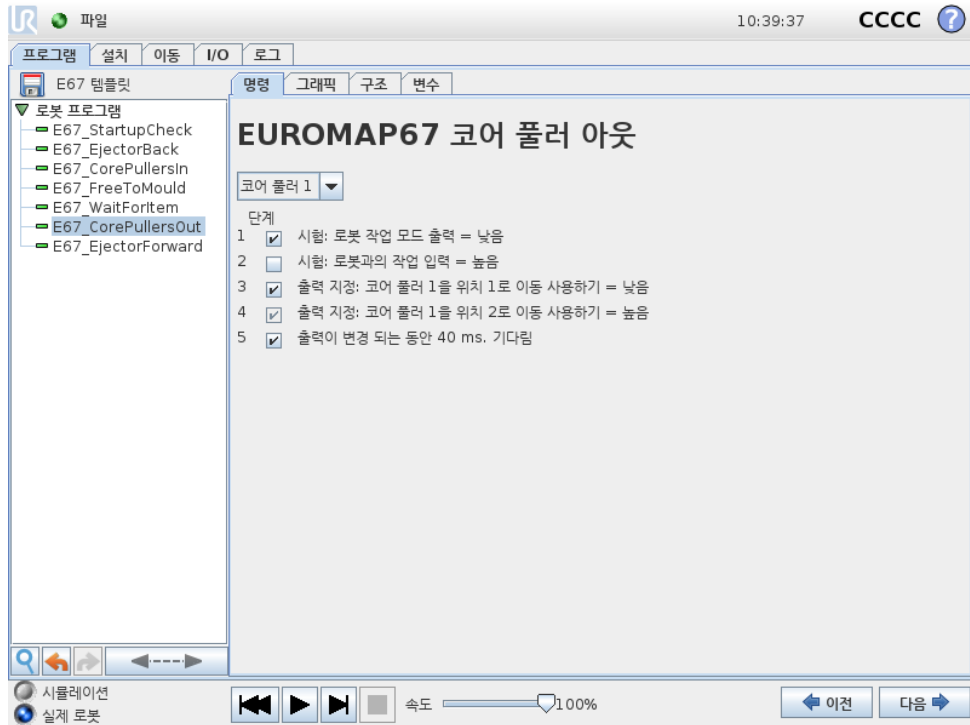 UR 파일 10:39:37 CCCC ?
프로그램 설치 이동 I/O 로그
E67 템플릿
명령 그래픽 구조 변수
로봇 프로그램
E67_StartupCheck
E67_EjectorBack
E67_CorePullersIn
E67_FreeToMould
E67_WaitForItem
E67_CorePullersOut
E67_EjectorForward
EUROMAP67 코어 풀러 아웃
코어 풀러 1
단계
1 시험: 로봇 작업 모드 출력 = 낮음
2 시험: 로봇과의 작업 입력 = 높음
3 출력 지정: 코어 풀러 1을 위치 1로 이동 사용하기 = 낮음
4 출력 지정: 코어 풀러 1을 위치 2로 이동 사용하기 = 높음
5 출력이 변경 되는 동안 40 ms. 기다림
시뮬레이션
실제 로봇
속도 100%
이전 다음